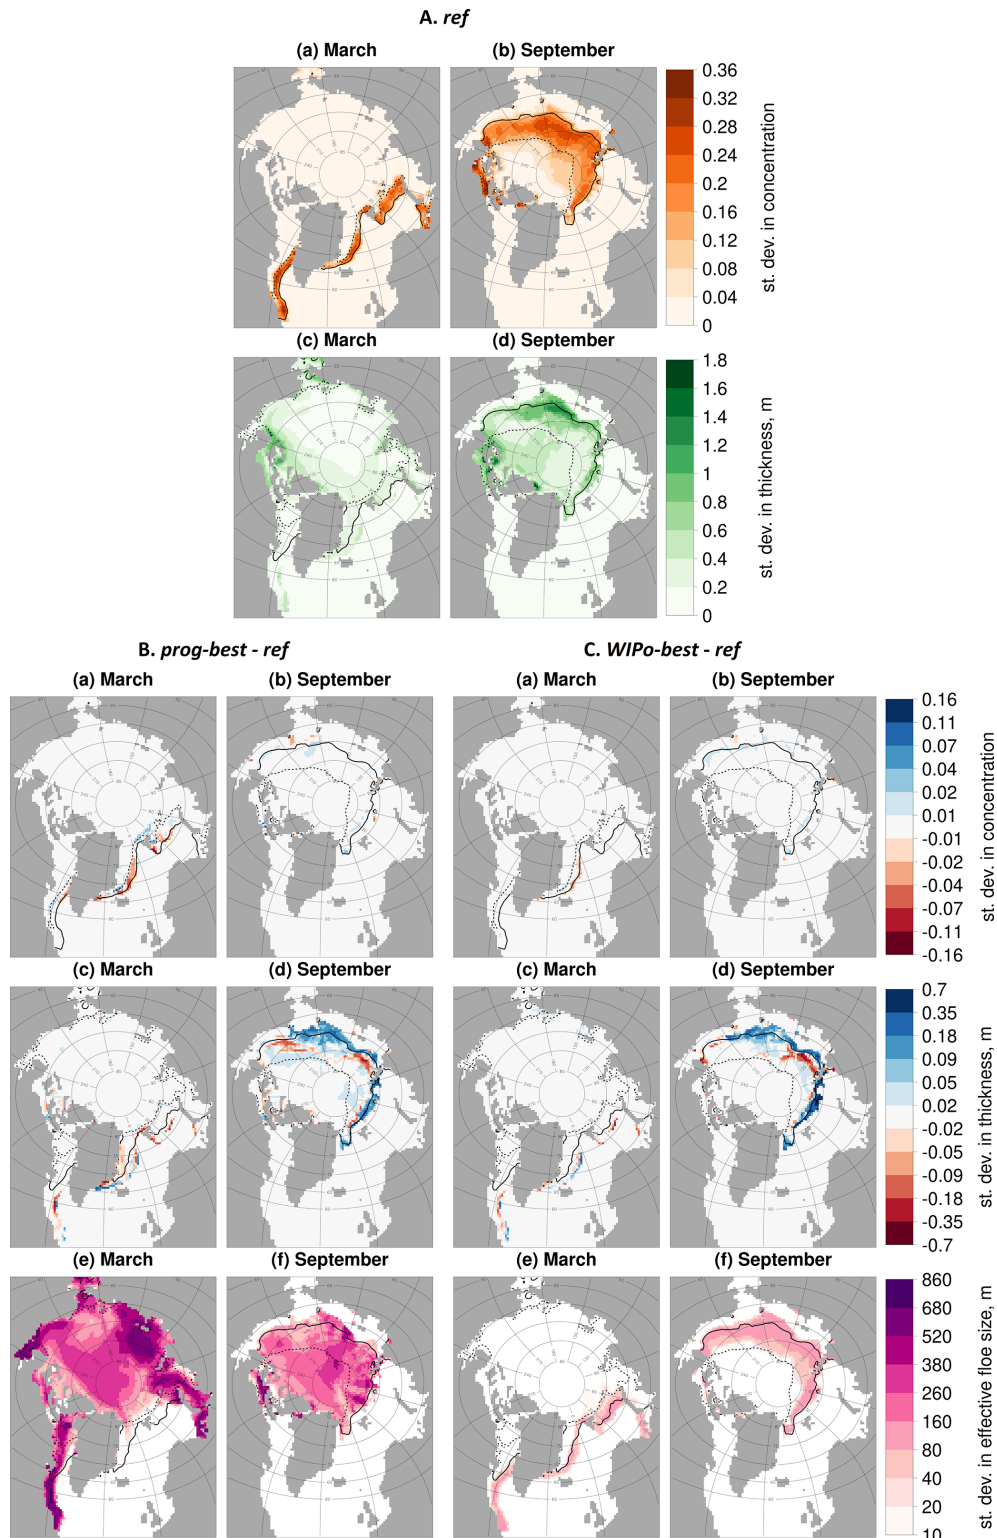 A. ref
(a) March
(b) September
0.36
0.32
0.28
0.24
0.2
0.16
0.12
0.08
0.04
0
st. dev. in concentration
(c) March
(d) September
1.8
1.6
1.4
1.2
1
0.8
0.6
0.4
0.2
0
st. dev. in thickness, m
B. prog-best - ref
C. WIPo-best - ref
(a) March
(b) September
(a) March
(b) September
0.16
0.11
0.07
0.04
0.02
0.01
-0.01
-0.02
-0.04
-0.07
-0.11
-0.16
st. dev. in concentration
(c) March
(d) September
(c) March
(d) September
0.7
0.35
0.18
0.09
0.05
0.02
-0.02
-0.05
-0.09
-0.18
-0.35
-0.7
st. dev. in thickness, m
(e) March
(f) September
(e) March
(f) September
860
680
520
380
260
160
80
40
20
10
st. dev. in effective floe size, m